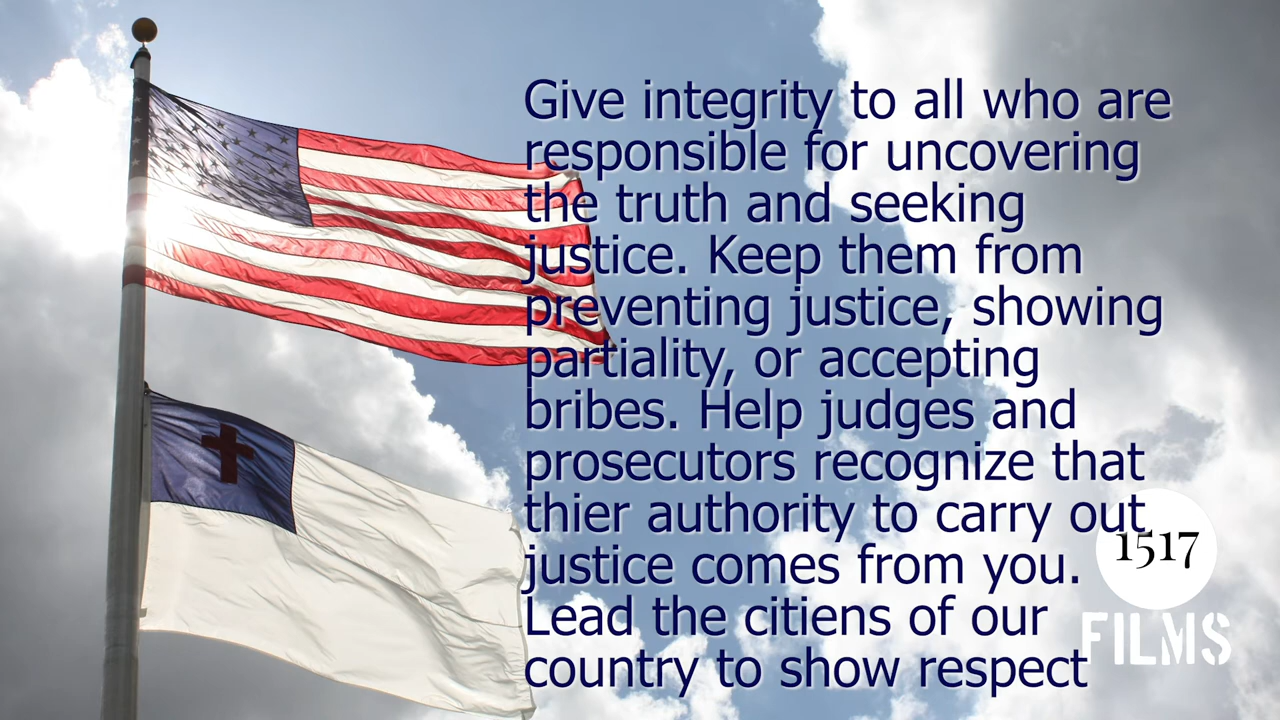 Give integrity to all who are
responsible for uncovering
the truth and seeking
justice. Keep them from
preventing justice, showing
partiality, or accepting
bribes. Help judges and
prosecutors recognize that
thier authority to carry out
justice comes from you.
Lead the citiens of our
country to show respect
1517
FILMS